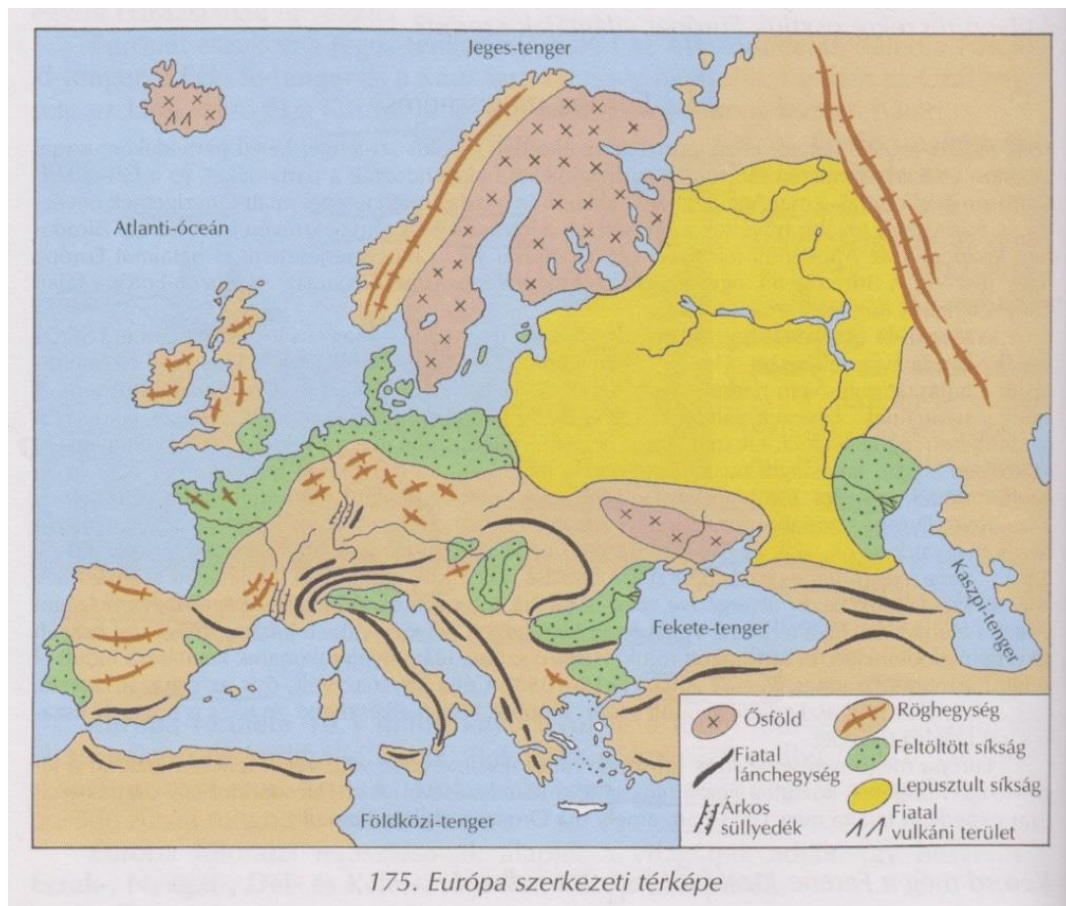 Jeges-tenger
Atlanti-óceán
Kaszpi-tenger
Fekete-tenger
Földközi-tenger
Ősföld
Röghegység
Fiatal
lánchegység
Feltöltött síkság
Árkos
süllyedék
Lepusztult síkság
Fiatal
vulkáni terület
175. Európa szerkezeti térképe